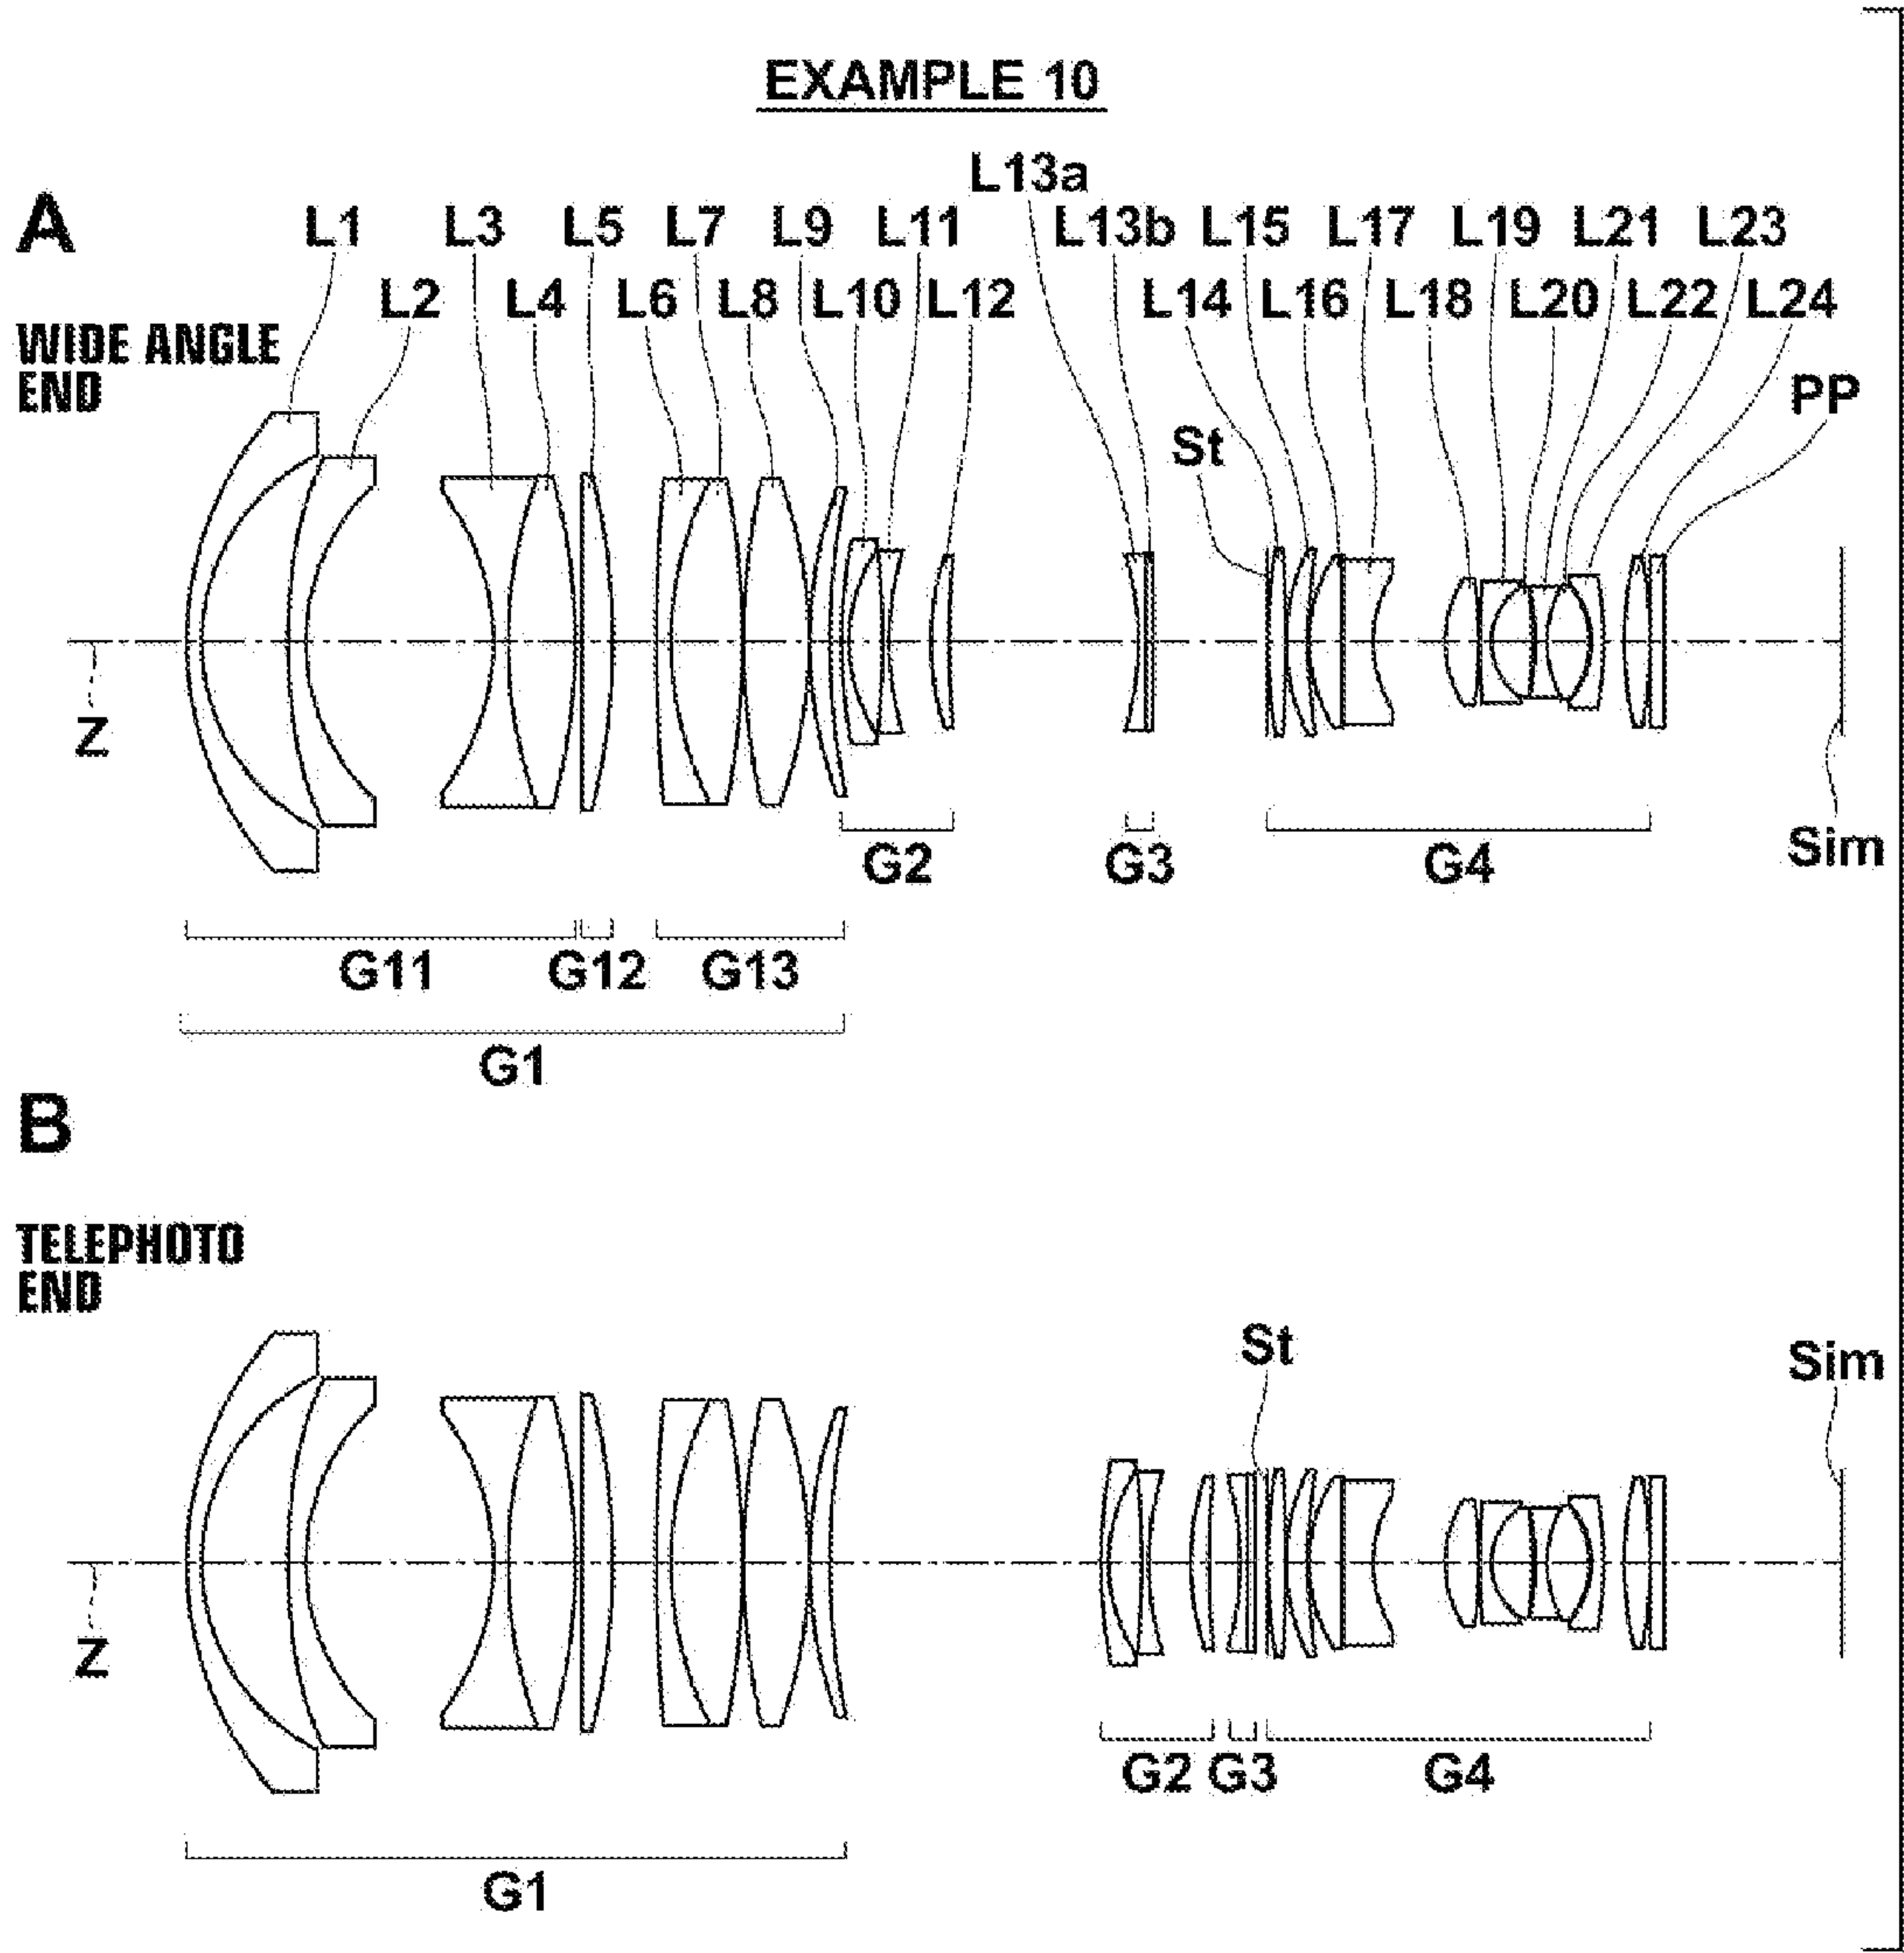 EXAMPLE 10
L13a
A
L1 L3 L5 L7 L9 L11 L13b L15 L17 L19 L21 L23
L2 L4 L6 L8 L10 L12 L14 L16 L18 L20 L22 L24
WIDE ANGLE
END
PP
St
Z
Sim
G2 G3 G4
G11 G12 G13
G1
B
TELEPHOTO
END
St
Sim
Z
G2 G3 G4
G1